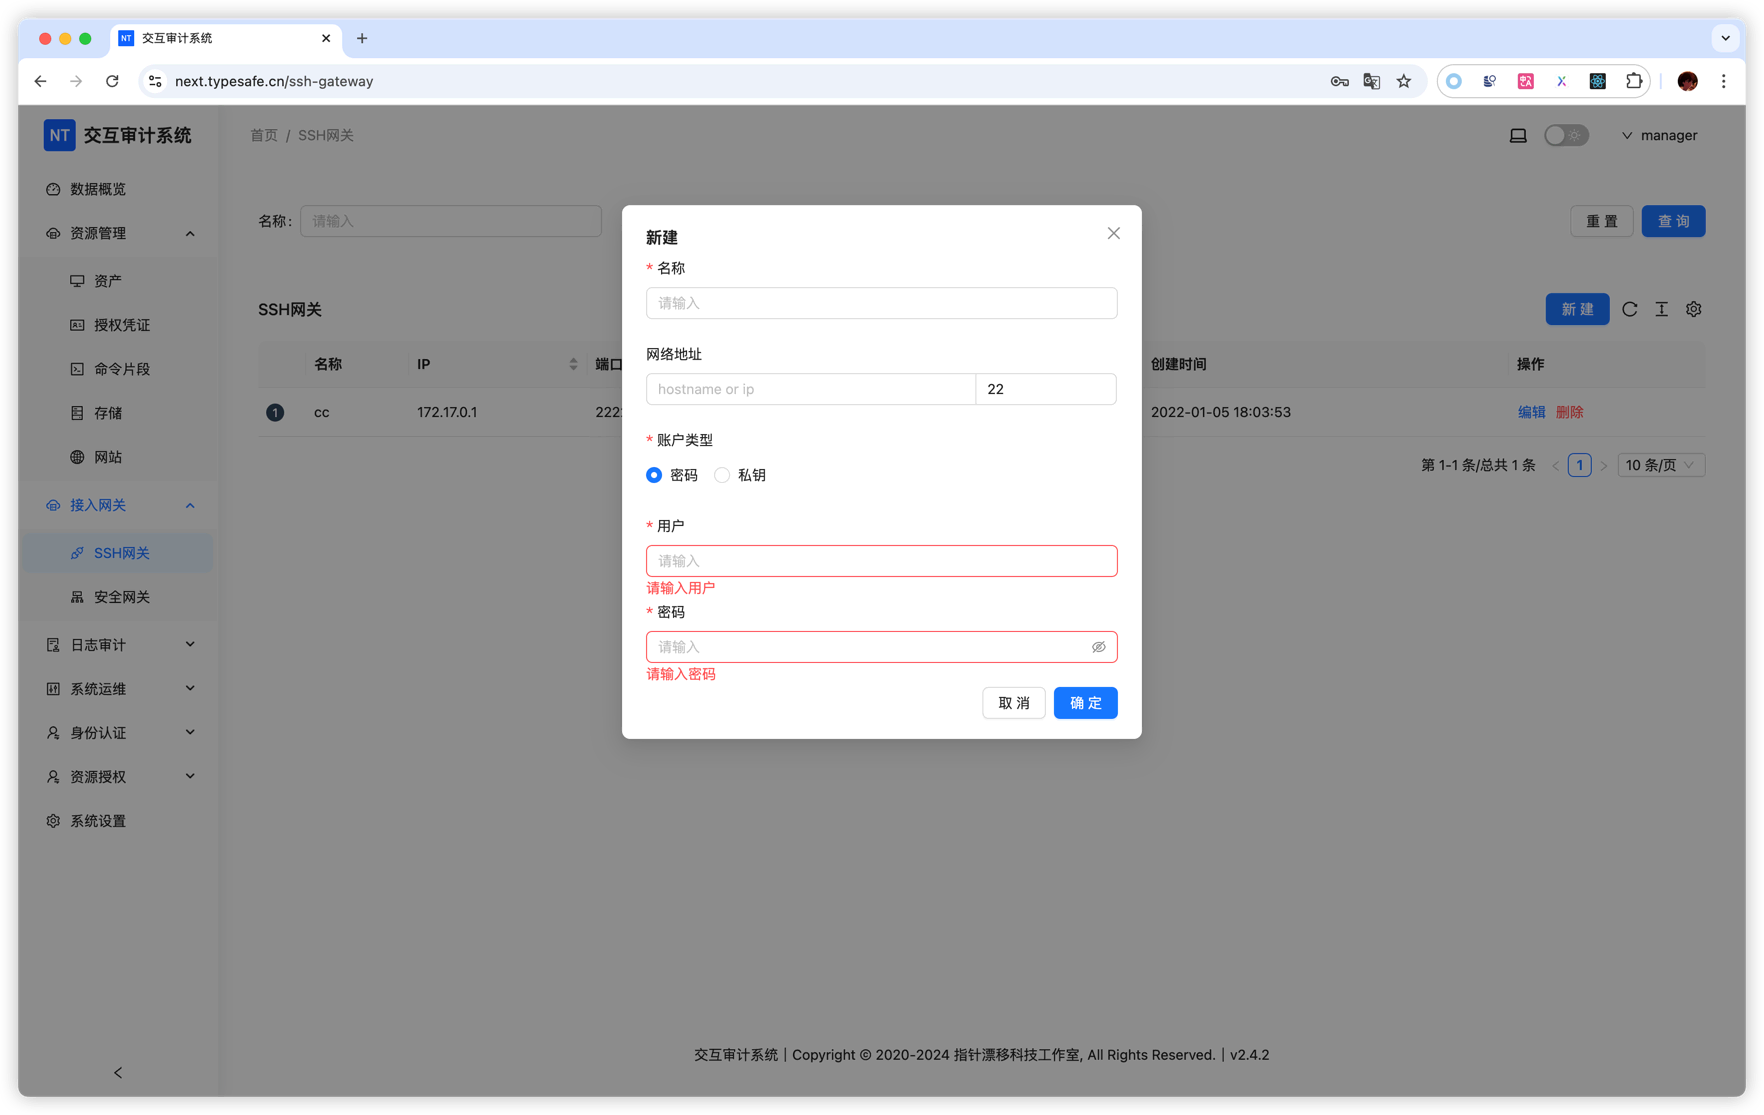 NT 交互审计系统
next.typesafe.cn/ssh-gateway
NT 交互审计系统
首页 / SSH网关
manager
数据概览
资源管理
资产
授权凭证
命令片段
存储
网站
接入网关
SSH网关
安全网关
日志审计
系统运维
身份认证
资源授权
系统设置
名称: 请输入
重置 查询
SSH网关
新建
名称 IP 端口 创建时间 操作
1 cc 172.17.0.1 222 2022-01-05 18:03:53 编辑 删除
第 1-1 条/总共 1 条 < 1 > 10 条/页
新建
* 名称
请输入
网络地址
hostname or ip 22
* 账户类型
密码 私钥
* 用户
请输入
请输入用户
* 密码
请输入
请输入密码
取消 确定
交互审计系统 | Copyright © 2020-2024 指针漂移科技工作室, All Rights Reserved. | v2.4.2